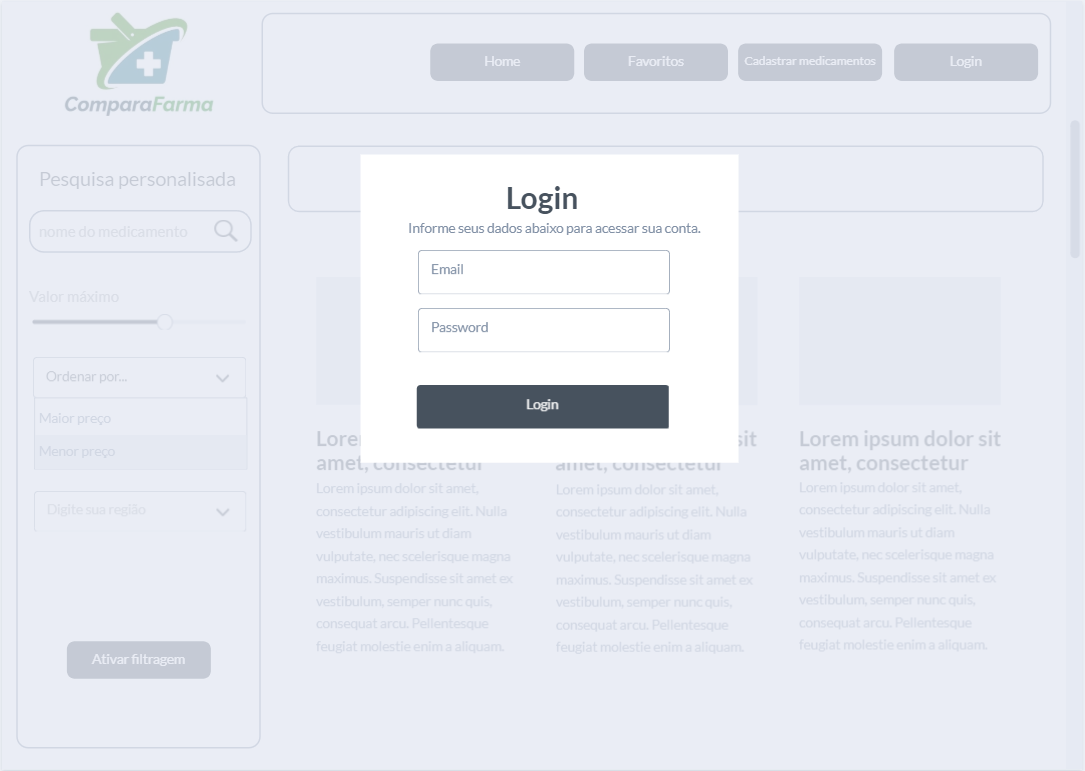 ComparaFarma
Home
Favoritos
Cadastrar medicamentos
Login
Pesquisa personalisada
nome do medicamento
Valor máximo
Ordenar por...
Maior preço
Menor preço
Digite sua região
Ativar filtragem
Login
Informe seus dados abaixo para acessar sua conta.
Email
Password
Login
Lore
amet, consectetur
Lorem ipsum dolor sit amet,
consectetur adipiscing elit. Nulla
vestibulum mauris ut diam
vulputate, nec scelerisque magna
maximus. Suspendisse sit amet ex
vestibulum, semper nunc quis,
consequat arcu. Pellentesque
feugiat molestie enim a aliquam.
sit
amet, consectetur
Lorem ipsum dolor sit amet,
consectetur adipiscing elit. Nulla
vestibulum mauris ut diam
vulputate, nec scelerisque magna
maximus. Suspendisse sit amet ex
vestibulum, semper nunc quis,
consequat arcu. Pellentesque
feugiat molestie enim a aliquam.
Lorem ipsum dolor sit
amet, consectetur
Lorem ipsum dolor sit amet,
consectetur adipiscing elit. Nulla
vestibulum mauris ut diam
vulputate, nec scelerisque magna
maximus. Suspendisse sit amet ex
vestibulum, semper nunc quis,
consequat arcu. Pellentesque
feugiat molestie enim a aliquam.